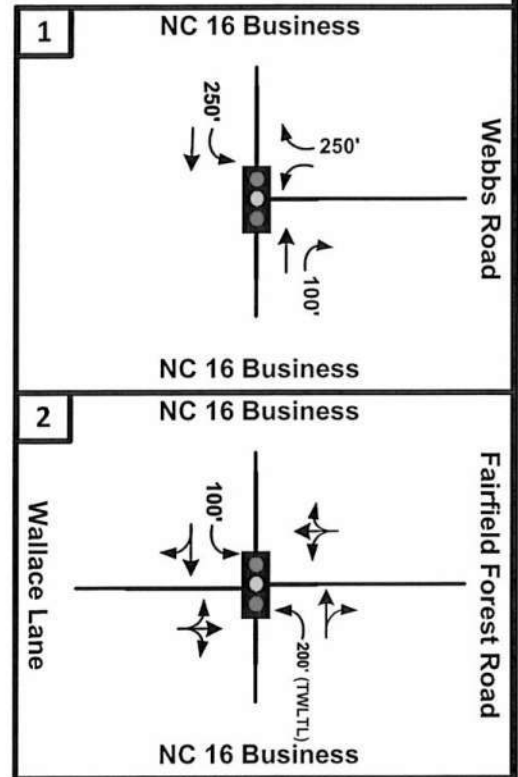 1
NC 16 Business
250'
250'
Webbs Road
100'
NC 16 Business
2
NC 16 Business
Fairfield Forest Road
100'
Wallace Lane
200' (TWLTL)
NC 16 Business